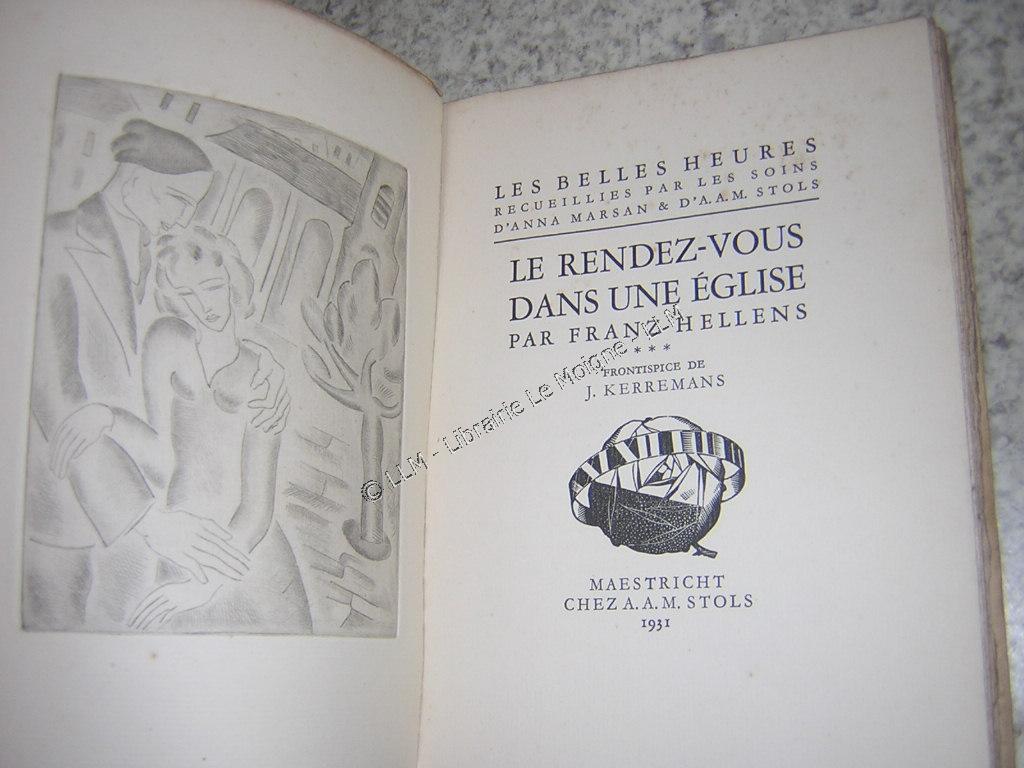 LES BELLES HEURES
RECUEILLIES PAR LES SOINS
D'ANNA MARSAN & D'A.A.M. STOLS
LE RENDEZ-VOUS
DANS UNE ÉGLISE
PAR FRANZ HELLENS
***
FRONTISPICE DE
J. KERREMANS
MAESTRICHT
CHEZ A.A.M. STOLS
1931
© LLM - Librairie Le Moigne / LLM